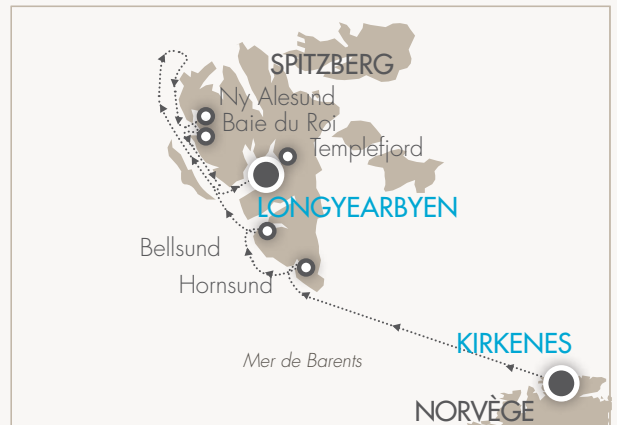 SPITZBERG
Ny Alesund
Baie du Roi
Templefjord
LONGYEARBYEN
Bellsund
Hornsund
KIRKENES
Mer de Barents
NORVÈGE